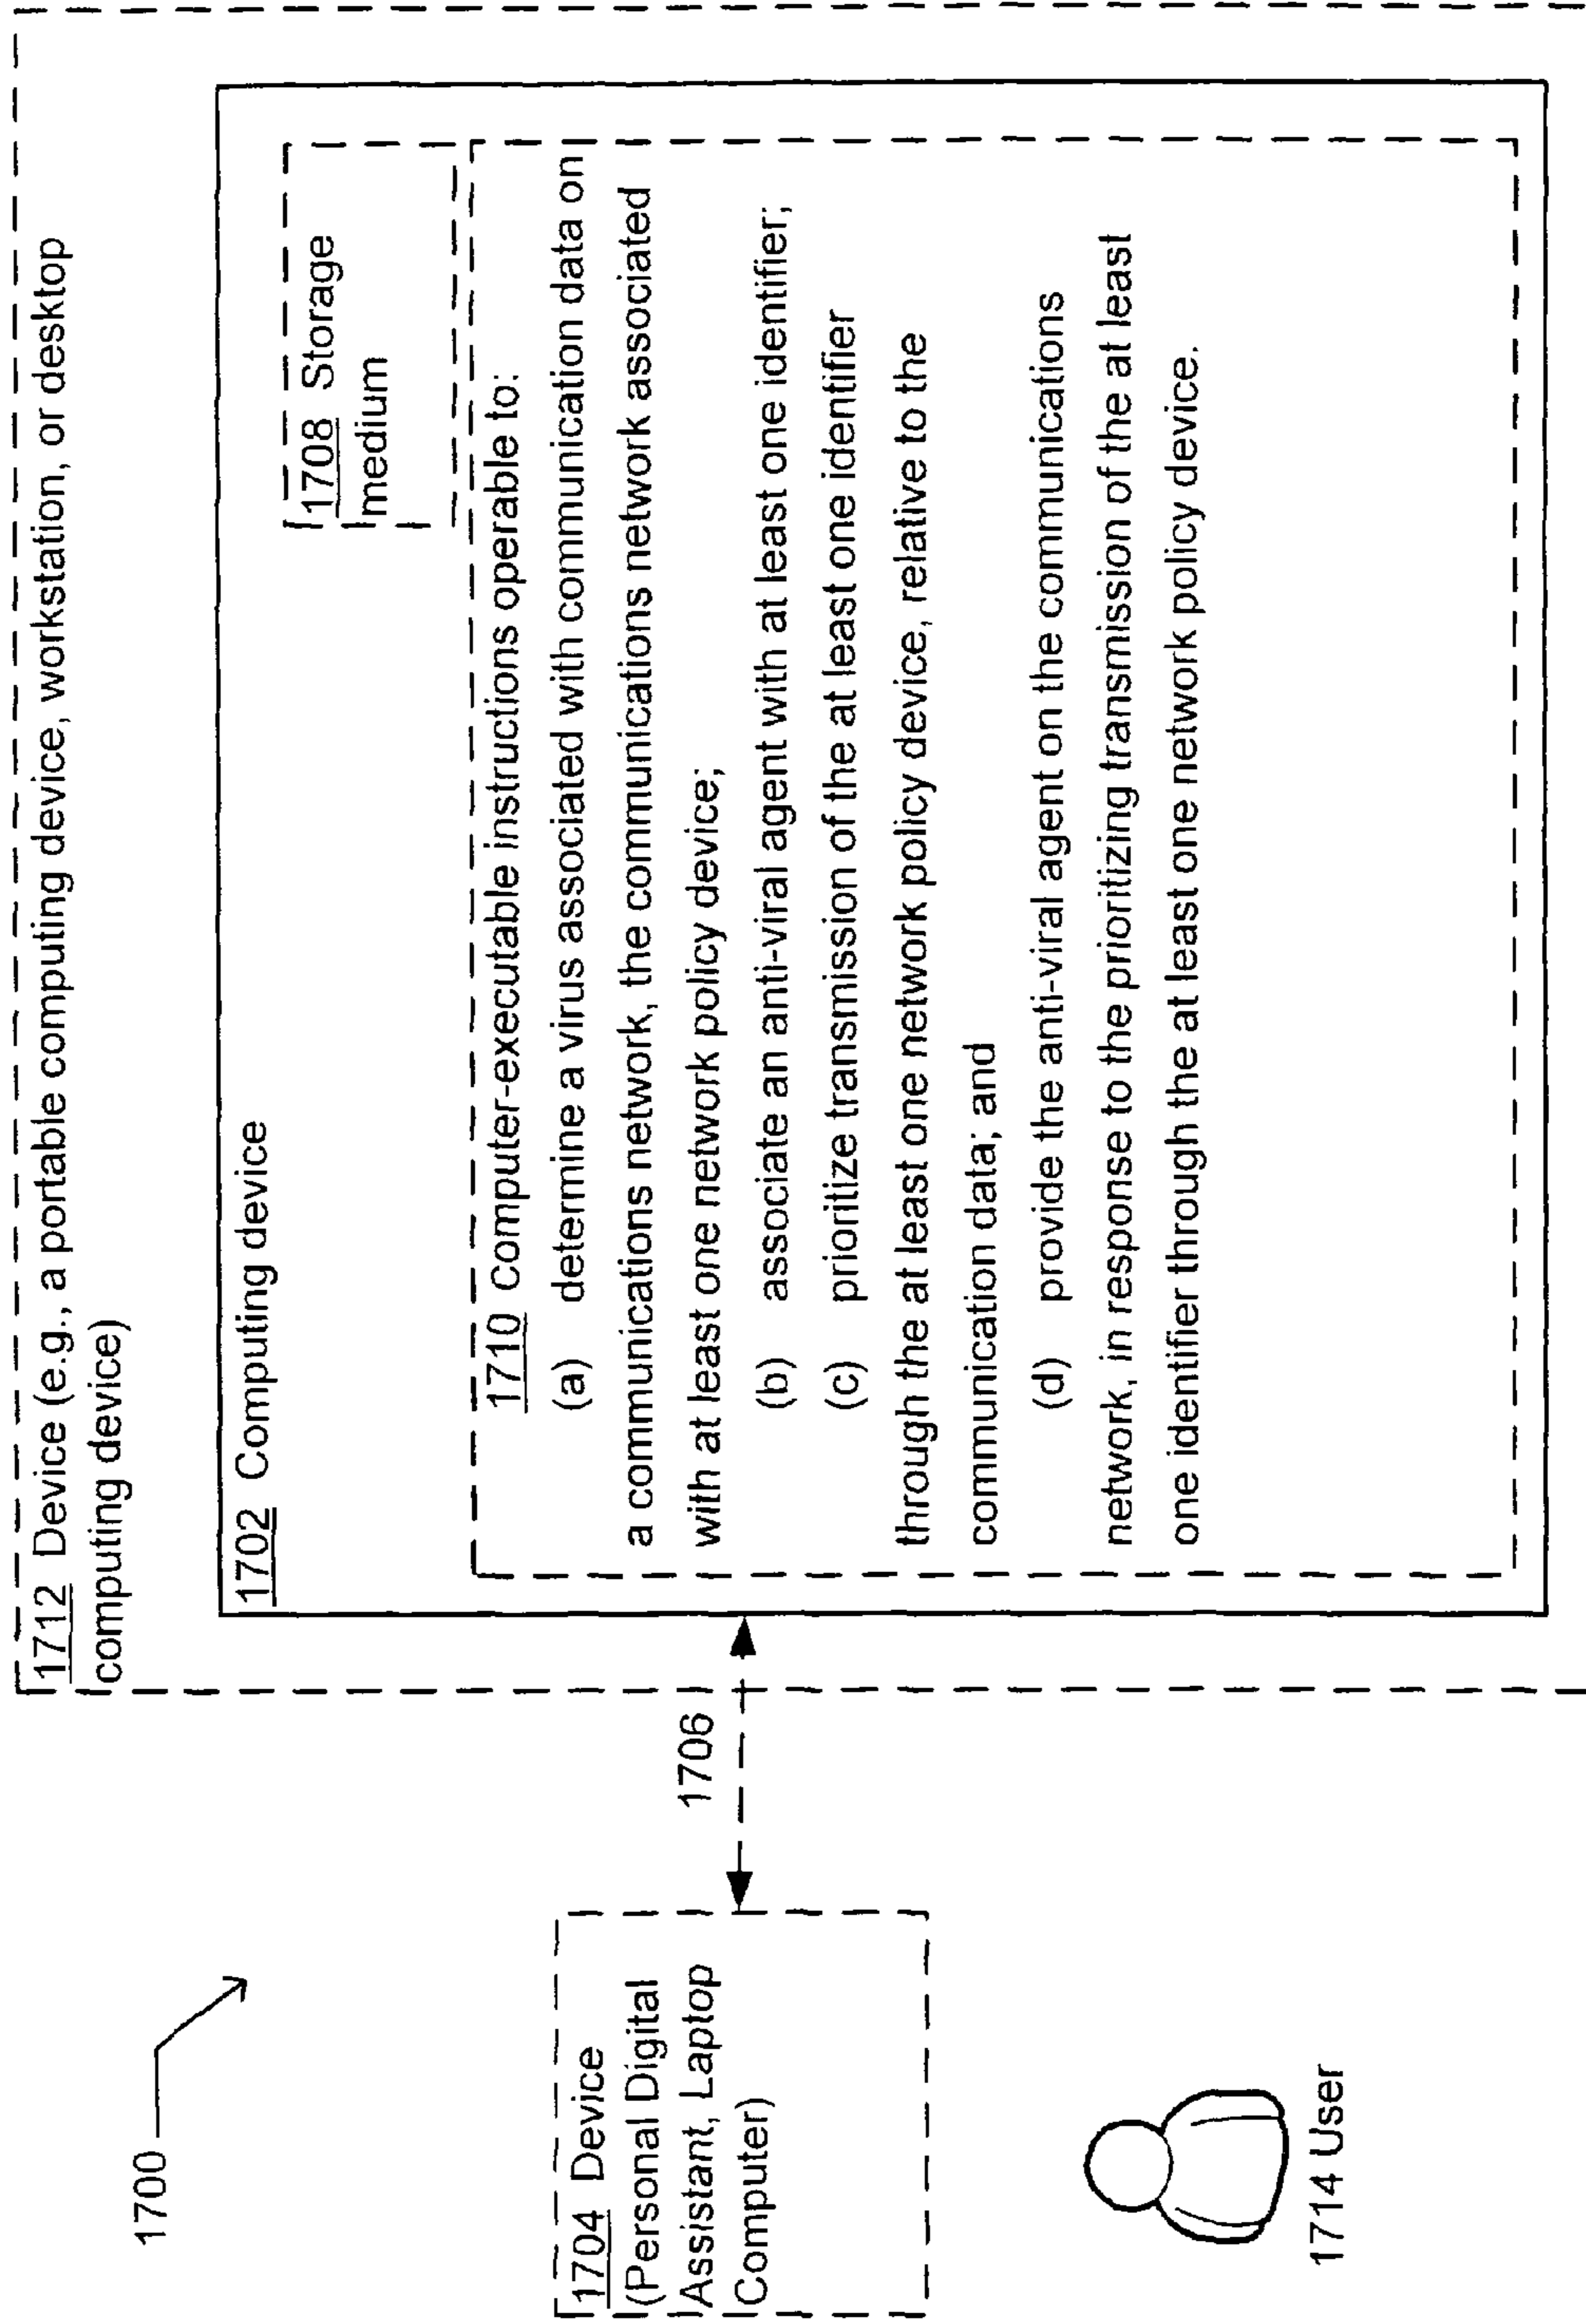 1700
1712 Device (e.g., a portable computing device, workstation, or desktop
computing device)
1702 Computing device
1708 Storage
medium
1710 Computer-executable instructions operable to:
(a) determine a virus associated with communication data on
a communications network, the communications network associated
with at least one network policy device;
(b) associate an anti-viral agent with at least one identifier;
(c) prioritize transmission of the at least one identifier
through the at least one network policy device, relative to the
communication data; and
(d) provide the anti-viral agent on the communications
network, in response to the prioritizing transmission of the at least
one identifier through the at least one network policy device.
1706
1704 Device
(Personal Digital
Assistant, Laptop
Computer)
1714 User